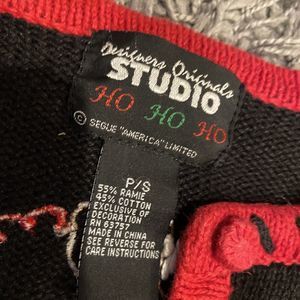 Designers Originals
STUDIO
HO HO HO
© SEGUE "AMERICA" LIMITED
P/S
55% RAMIE
45% COTTON
EXCLUSIVE OF
DECORATION
RN 63757
MADE IN CHINA
SEE REVERSE FOR
CARE INSTRUCTIONS